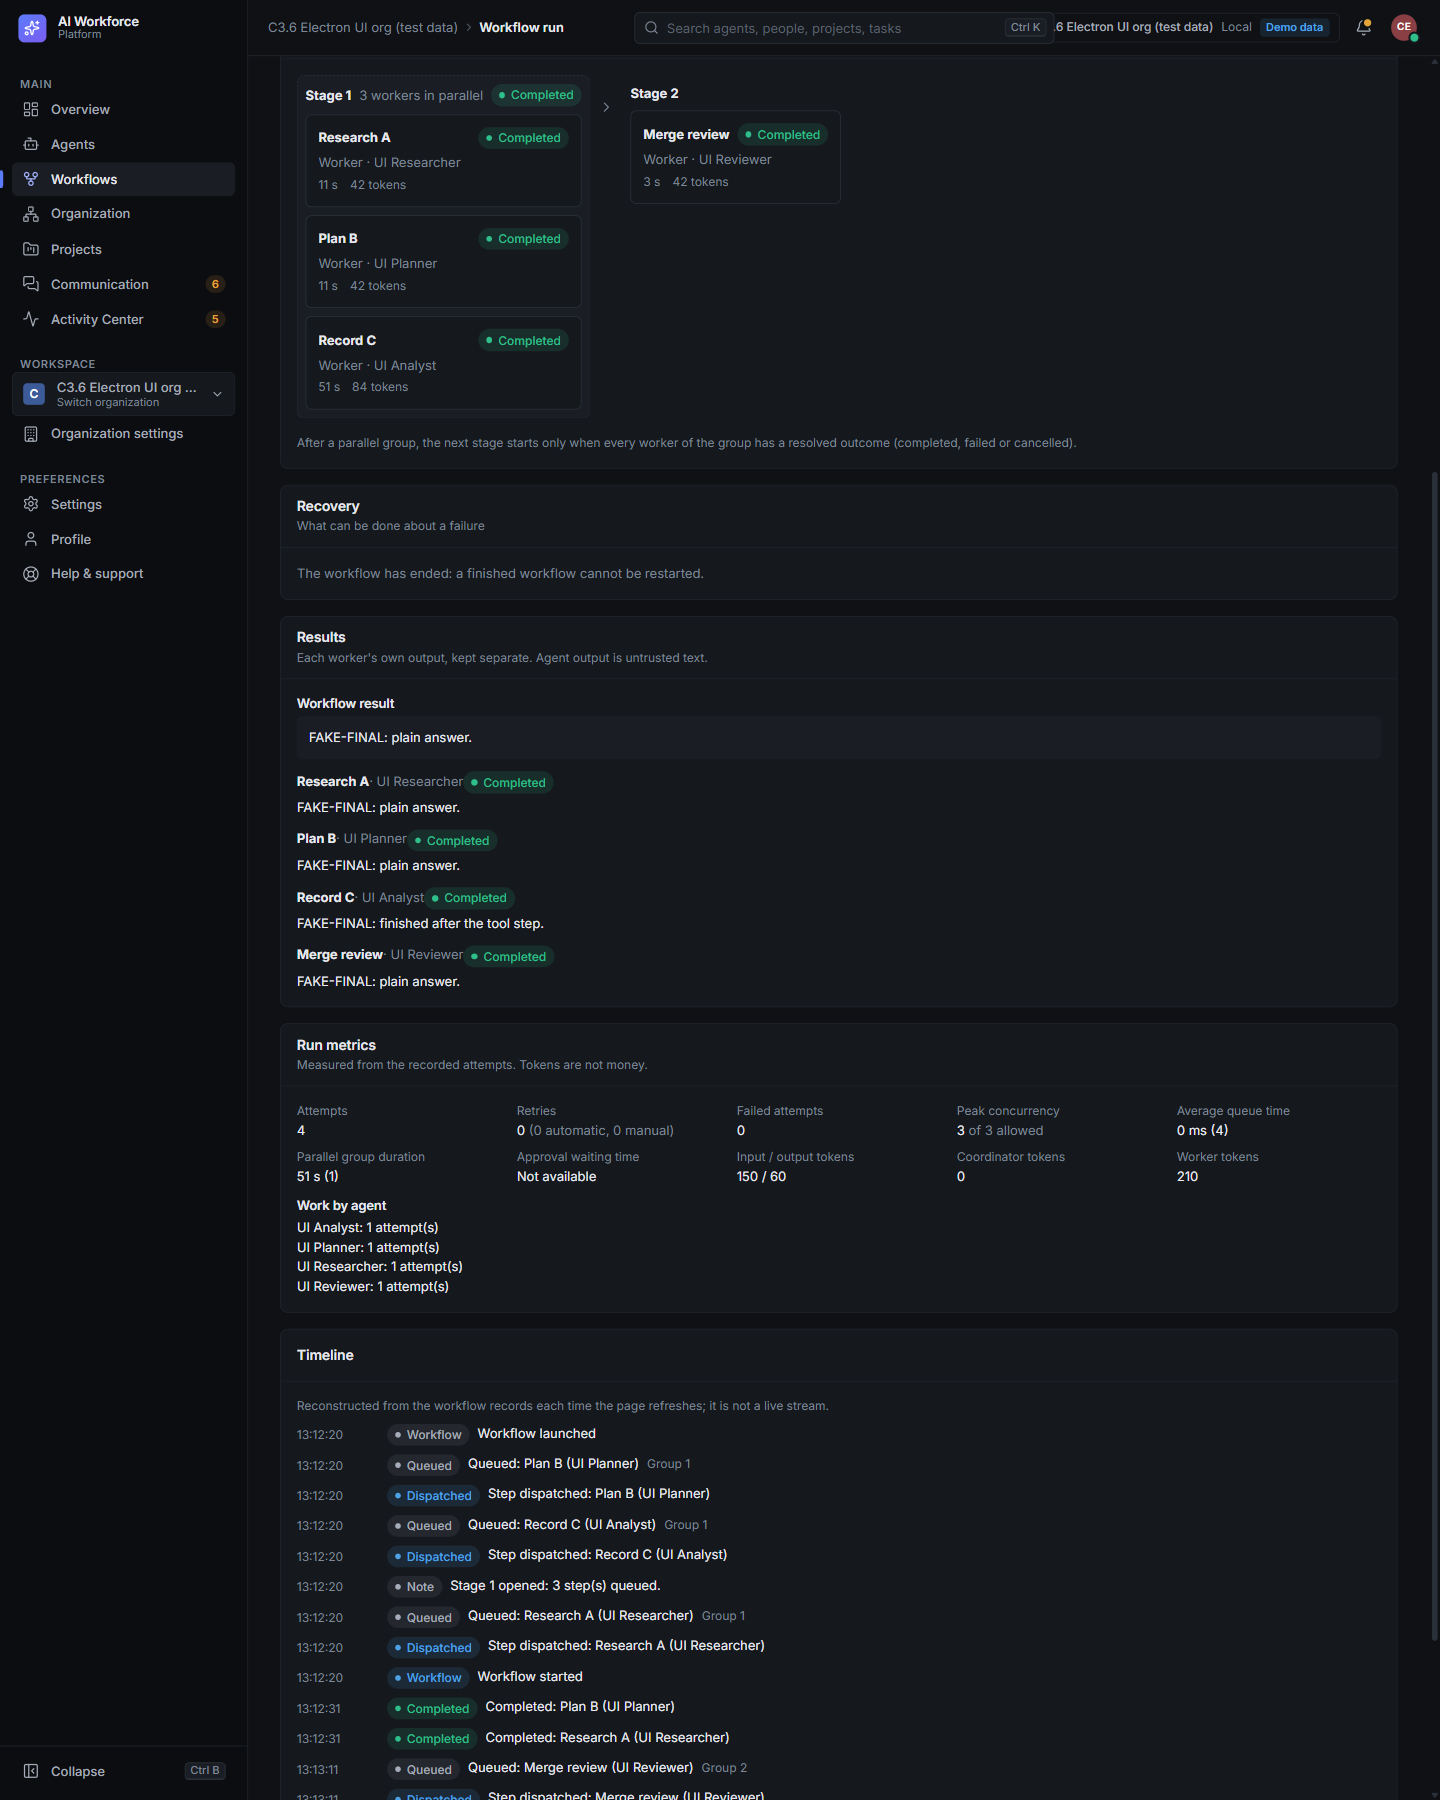 AI Workforce
Platform
MAIN
Overview
Agents
Workflows
Organization
Projects
Communication 6
Activity Center 5
WORKSPACE
C
C3.6 Electron UI org ...
Switch organization
Organization settings
PREFERENCES
Settings
Profile
Help & support
Collapse Ctrl B
C3.6 Electron UI org (test data) › Workflow run
Search agents, people, projects, tasks Ctrl K
.6 Electron UI org (test data) Local Demo data
CE
Stage 1 3 workers in parallel Completed
Research A Completed
Worker · UI Researcher
11 s 42 tokens
Plan B Completed
Worker · UI Planner
11 s 42 tokens
Record C Completed
Worker · UI Analyst
51 s 84 tokens
Stage 2
Merge review Completed
Worker · UI Reviewer
3 s 42 tokens
After a parallel group, the next stage starts only when every worker of the group has a resolved outcome (completed, failed or cancelled).
Recovery
What can be done about a failure
The workflow has ended: a finished workflow cannot be restarted.
Results
Each worker's own output, kept separate. Agent output is untrusted text.
Workflow result
FAKE-FINAL: plain answer.
Research A · UI Researcher Completed
FAKE-FINAL: plain answer.
Plan B · UI Planner Completed
FAKE-FINAL: plain answer.
Record C · UI Analyst Completed
FAKE-FINAL: finished after the tool step.
Merge review · UI Reviewer Completed
FAKE-FINAL: plain answer.
Run metrics
Measured from the recorded attempts. Tokens are not money.
Attempts
4
Retries
0 (0 automatic, 0 manual)
Failed attempts
0
Peak concurrency
3 of 3 allowed
Average queue time
0 ms (4)
Parallel group duration
51 s (1)
Approval waiting time
Not available
Input / output tokens
150 / 60
Coordinator tokens
0
Worker tokens
210
Work by agent
UI Analyst: 1 attempt(s)
UI Planner: 1 attempt(s)
UI Researcher: 1 attempt(s)
UI Reviewer: 1 attempt(s)
Timeline
Reconstructed from the workflow records each time the page refreshes; it is not a live stream.
13:12:20 Workflow Workflow launched
13:12:20 Queued Queued: Plan B (UI Planner) Group 1
13:12:20 Dispatched Step dispatched: Plan B (UI Planner)
13:12:20 Queued Queued: Record C (UI Analyst) Group 1
13:12:20 Dispatched Step dispatched: Record C (UI Analyst)
13:12:20 Note Stage 1 opened: 3 step(s) queued.
13:12:20 Queued Queued: Research A (UI Researcher) Group 1
13:12:20 Dispatched Step dispatched: Research A (UI Researcher)
13:12:20 Workflow Workflow started
13:12:31 Completed Completed: Plan B (UI Planner)
13:12:31 Completed Completed: Research A (UI Researcher)
13:13:11 Queued Queued: Merge review (UI Reviewer) Group 2
13:13:11 Dispatched Step dispatched: Merge review (UI Reviewer)